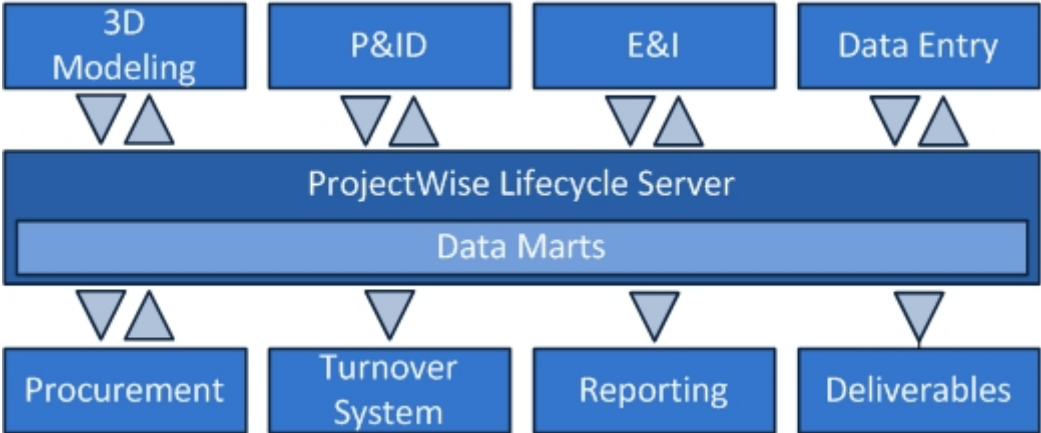 3D
Modeling
P&ID
E&I
Data Entry
ProjectWise Lifecycle Server
Data Marts
Procurement
Turnover
System
Reporting
Deliverables